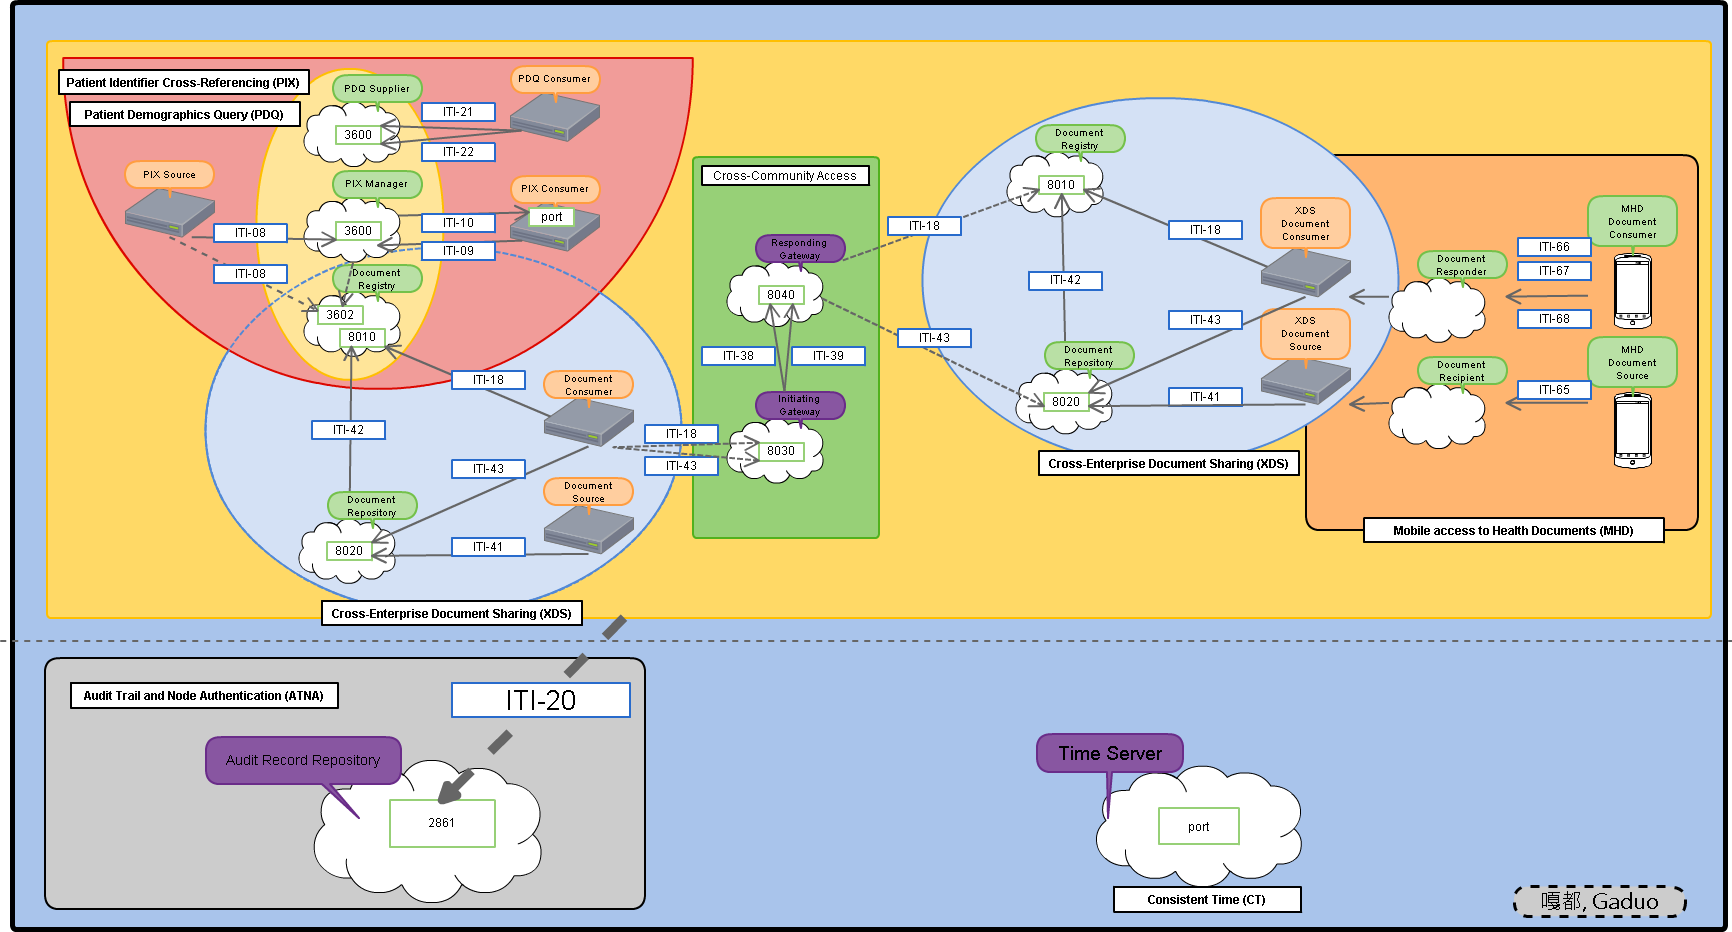 Patient Identifier Cross-Referencing (PIX)
Patient Demographics Query (PDQ)
PDQ Supplier
3600
ITI-21
ITI-22
PDQ Consumer
PIX Source
ITI-08
ITI-08
PIX Manager
3600
ITI-10
ITI-09
PIX Consumer
port
Document
Registry
3602
8010
ITI-18
Document
Consumer
ITI-42
ITI-43
Document
Source
Document
Repository
8020
ITI-41
Cross-Enterprise Document Sharing (XDS)
ITI-18
ITI-43
Cross-Community Access
Responding
Gateway
8040
ITI-38
ITI-39
Initiating
Gateway
8030
ITI-18
ITI-43
Document
Registry
8010
ITI-18
XDS
Document
Consumer
ITI-42
ITI-43
XDS
Document
Source
Document
Repository
8020
ITI-41
Cross-Enterprise Document Sharing (XDS)
Document
Responder
ITI-66
ITI-67
ITI-68
MHD
Document
Consumer
Document
Recipient
ITI-65
MHD
Document
Source
Mobile access to Health Documents (MHD)
Audit Trail and Node Authentication (ATNA)
ITI-20
Audit Record Repository
2861
Time Server
port
Consistent Time (CT)
嘎都, Gaduo